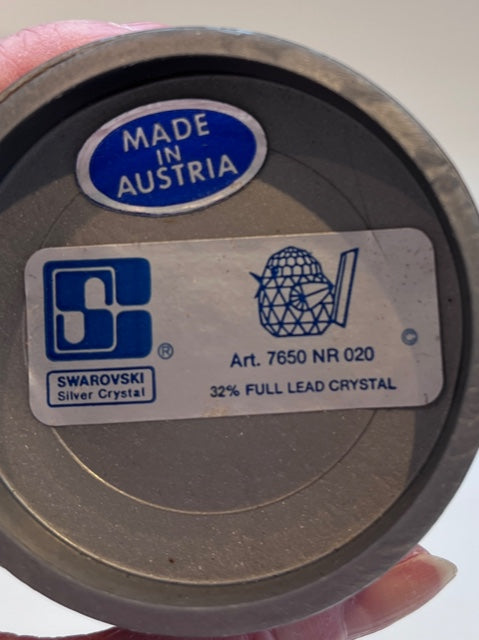 MADE
IN
AUSTRIA
®
SWAROVSKI
Silver Crystal
Art. 7650 NR 020
32% FULL LEAD CRYSTAL
©